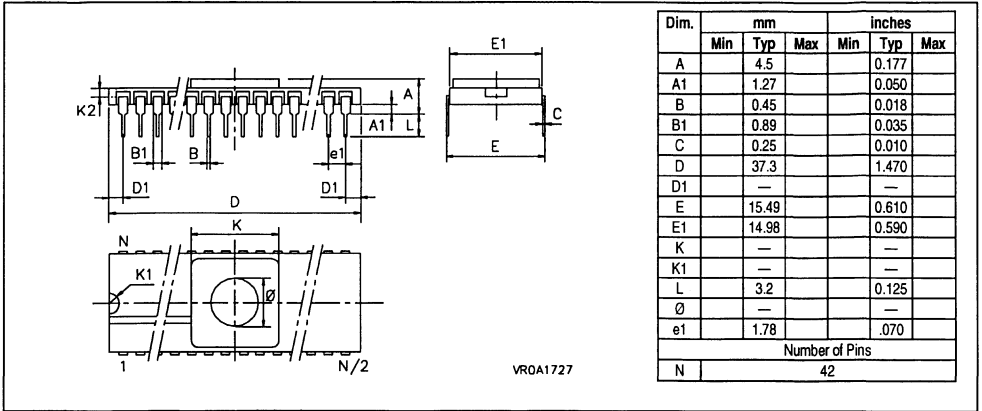 E1
K2
A
A1
L
C
B1
B
e1
E
D1
D1
D
K
N
K1
Ø
1
N/2
VR0A1727
Dim. mm inches
Min Typ Max Min Typ Max
A 4.5 0.177
A1 1.27 0.050
B 0.45 0.018
B1 0.89 0.035
C 0.25 0.010
D 37.3 1.470
D1 — —
E 15.49 0.610
E1 14.98 0.590
K — —
K1 — —
L 3.2 0.125
Ø — —
e1 1.78 .070
Number of Pins
N 42